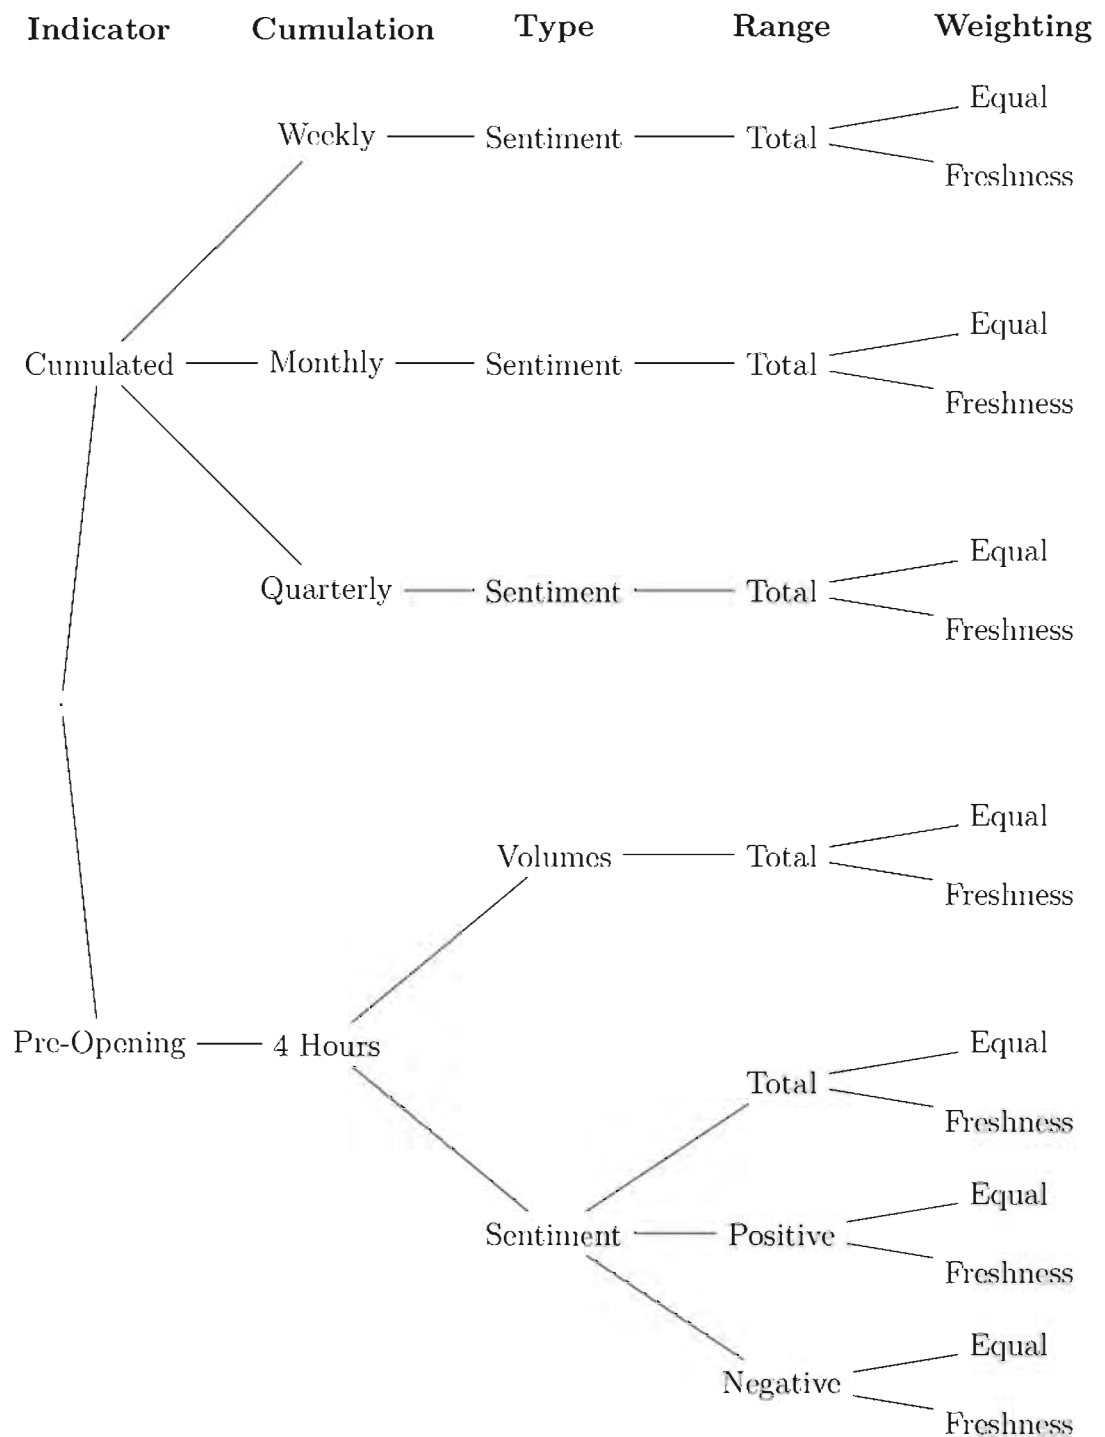 Indicator Cumulation Type Range Weighting
Equal
Weekly Sentiment Total
Freshness
Equal
Cumulated Monthly Sentiment Total
Freshness
Equal
Quarterly Sentiment Total
Freshness
.
Equal
Volumes Total
Freshness
Pre-Opening 4 Hours Equal
Total
Freshness
Equal
Sentiment Positive
Freshness
Equal
Negative
Freshness